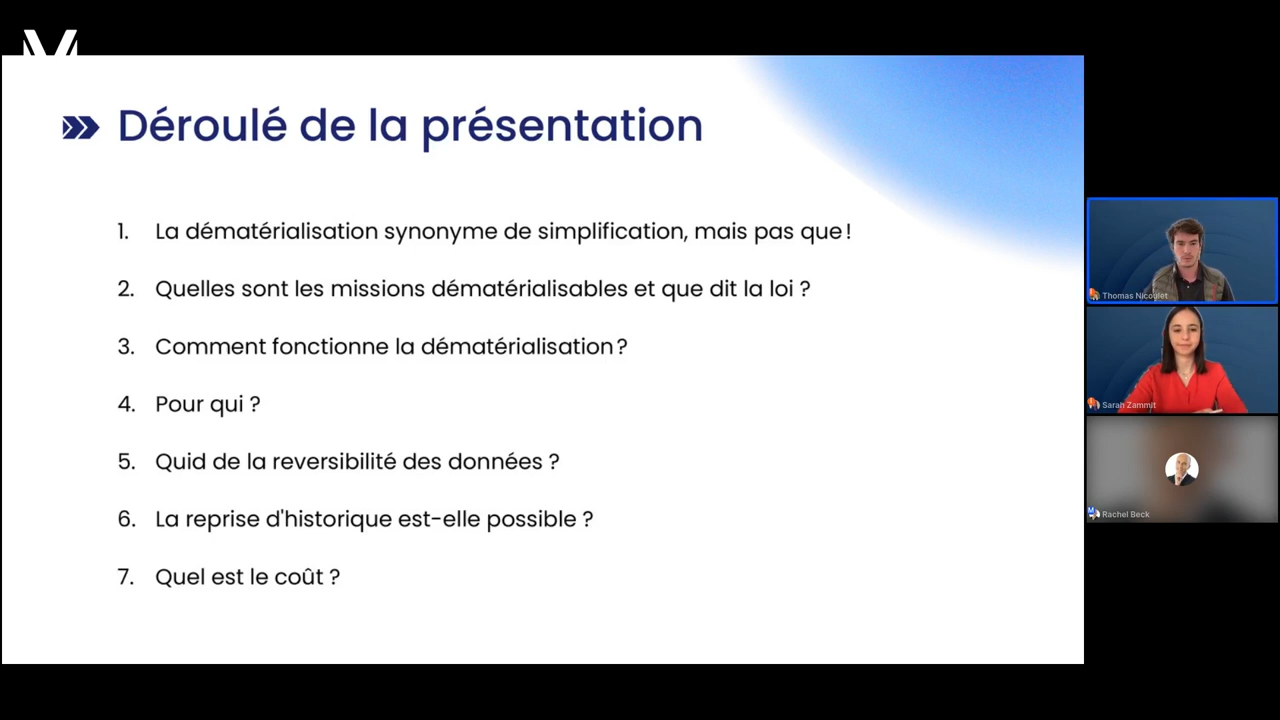 M
Déroulé de la présentation
1. La dématérialisation synonyme de simplification, mais pas que !
2. Quelles sont les missions dématérialisables et que dit la loi ?
3. Comment fonctionne la dématérialisation ?
4. Pour qui ?
5. Quid de la reversibilité des données ?
6. La reprise d'historique est-elle possible ?
7. Quel est le coût ?
Thomas Nicoulet
Sarah Zammit
Rachel Beck